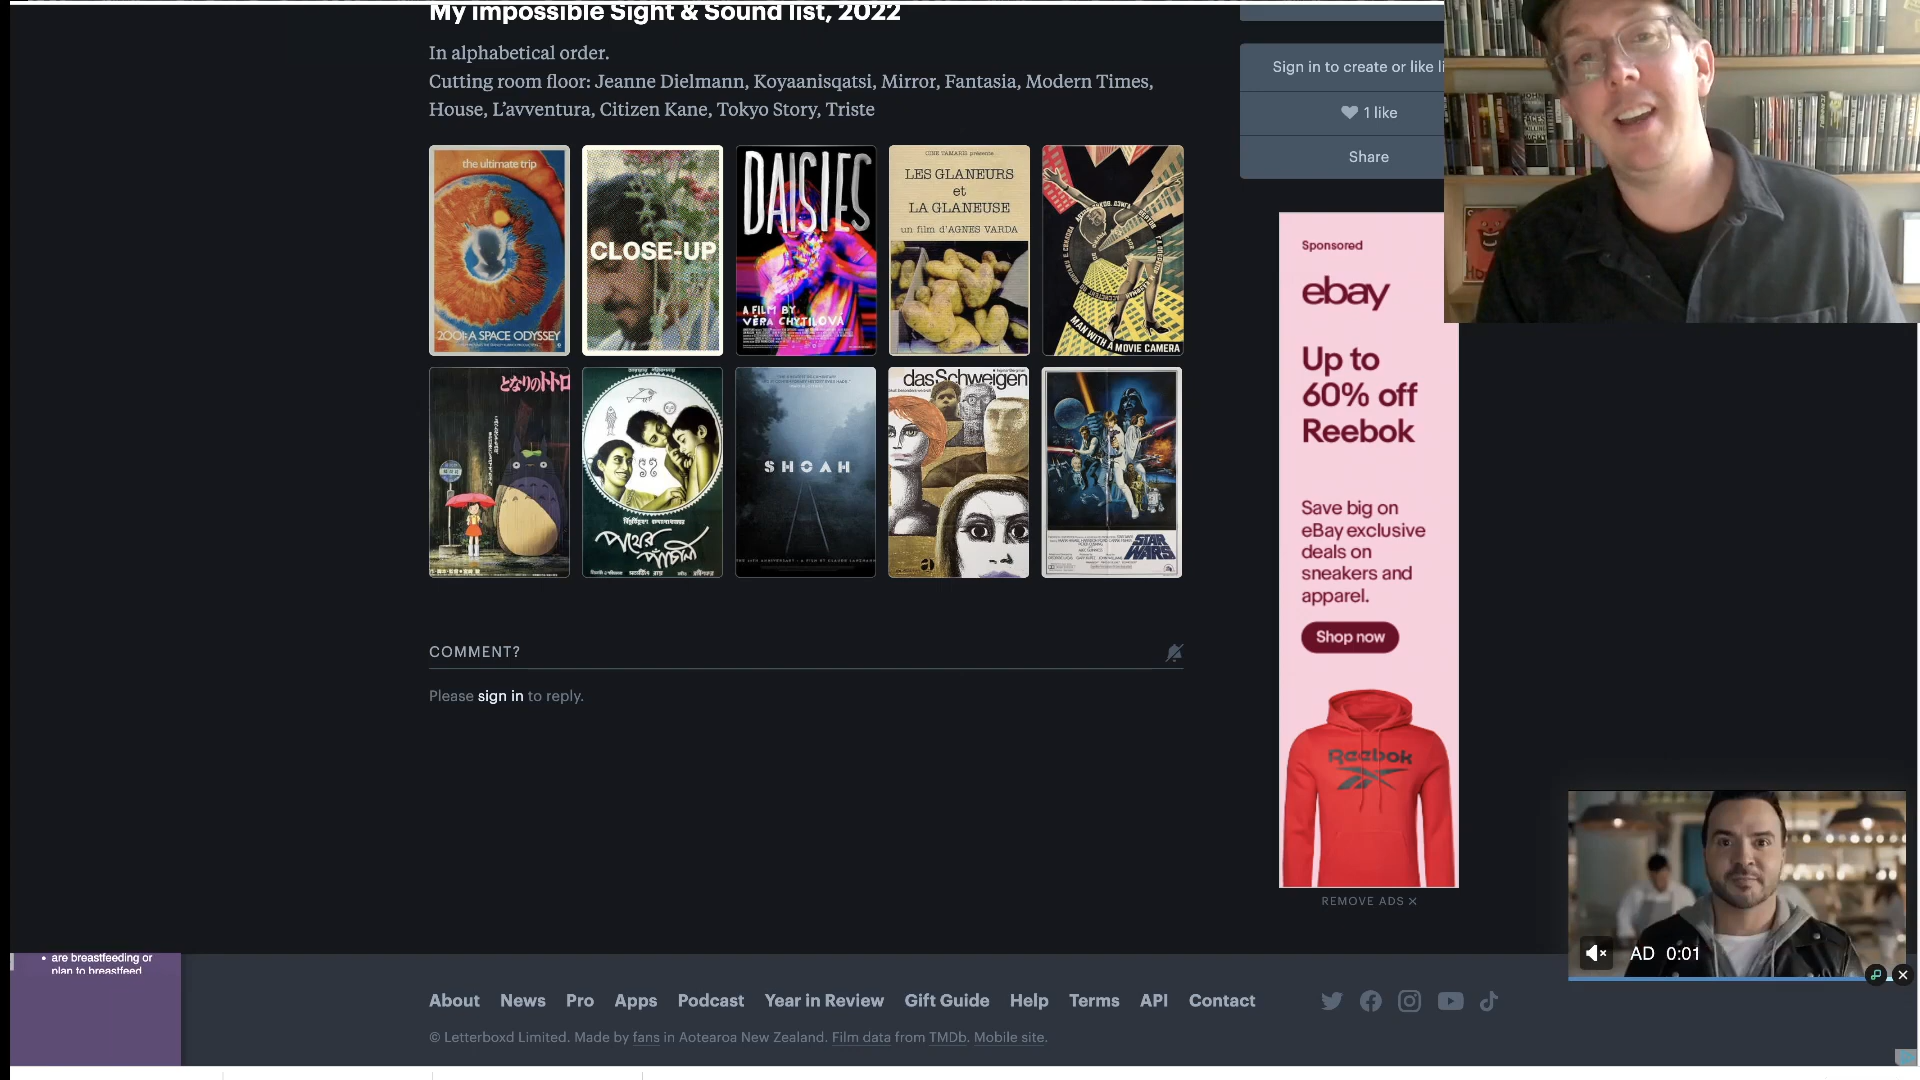 My impossible Sight & Sound list, 2022
In alphabetical order.
Cutting room floor: Jeanne Dielmann, Koyaanisqatsi, Mirror, Fantasia, Modern Times,
House, L’avventura, Citizen Kane, Tokyo Story, Triste
Sign in to create or like li
1 like
Share
the ultimate trip
2001: A SPACE ODYSSEY
CLOSE-UP
DAISIES
A FILM BY
VĚRA CHYTILOVÁ
CINE TAMARIS présente
LES GLANEURS
et
LA GLANEUSE
un film d'AGNES VARDA
MAN WITH A MOVIE CAMERA
となりのトトロ
পথের
পাঁচালী
SHOAH
das Schweigen
STAR
WARS
Sponsored
ebay
Up to
60% off
Reebok
Save big on
eBay exclusive
deals on
sneakers and
apparel.
Shop now
Reebok
REMOVE ADS ×
COMMENT?
Please sign in to reply.
AD 0:01
• are breastfeeding or
plan to breastfeed
About News Pro Apps Podcast Year in Review Gift Guide Help Terms API Contact
© Letterboxd Limited. Made by fans in Aotearoa New Zealand. Film data from TMDb. Mobile site.